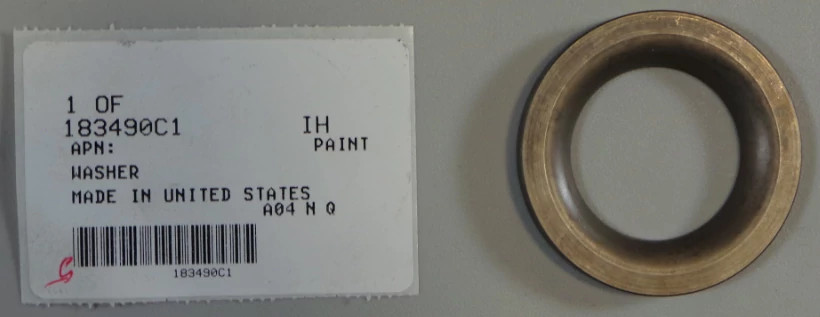 1 OF
183490C1 IH
APN: PAINT
WASHER
MADE IN UNITED STATES
A04 N Q
183490C1